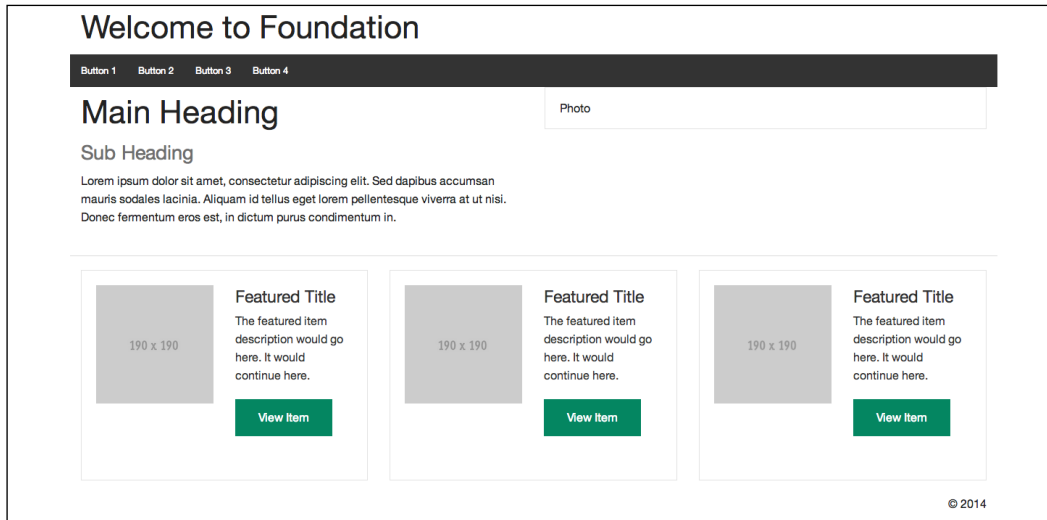 Welcome to Foundation
Button 1 Button 2 Button 3 Button 4
Main Heading
Sub Heading
Lorem ipsum dolor sit amet, consectetur adipiscing elit. Sed dapibus accumsan
mauris sodales lacinia. Aliquam id tellus eget lorem pellentesque viverra at ut nisi.
Donec fermentum eros est, in dictum purus condimentum in.
Photo
190 x 190
Featured Title
The featured item
description would go
here. It would
continue here.
View Item
190 x 190
Featured Title
The featured item
description would go
here. It would
continue here.
View Item
190 x 190
Featured Title
The featured item
description would go
here. It would
continue here.
View Item
© 2014